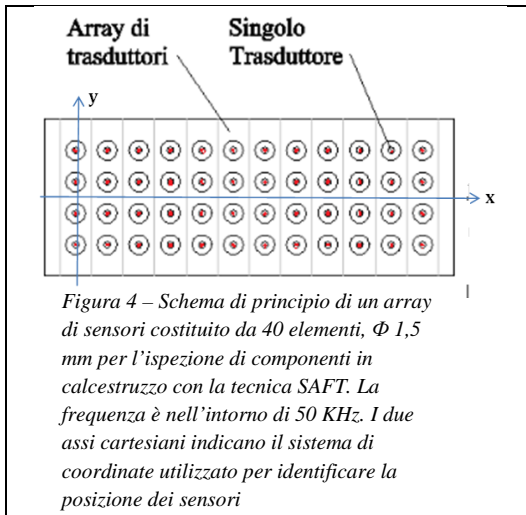 Array di
trasduttori
Singolo
Trasduttore
y
x
Figura 4 – Schema di principio di un array
di sensori costituito da 40 elementi, Φ 1,5
mm per l’ispezione di componenti in
calcestruzzo con la tecnica SAFT. La
frequenza è nell’intorno di 50 KHz. I due
assi cartesiani indicano il sistema di
coordinate utilizzato per identificare la
posizione dei sensori